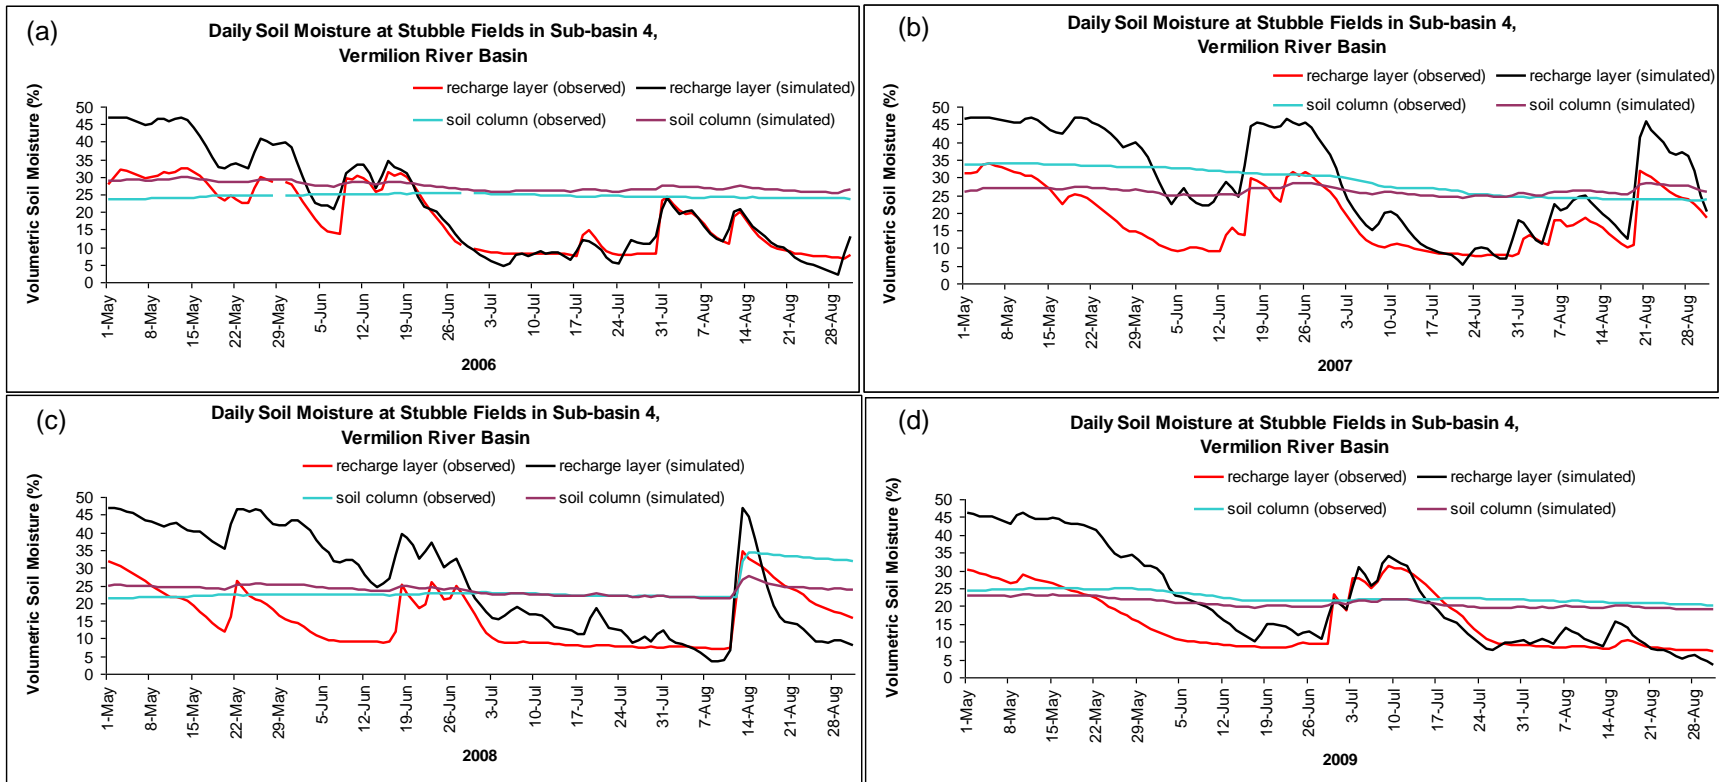 (a)
Daily Soil Moisture at Stubble Fields in Sub-basin 4,
Vermilion River Basin
recharge layer (observed) recharge layer (simulated)
soil column (observed) soil column (simulated)
Volumetric Soil Moisture (%)
50
45
40
35
30
25
20
15
10
5
0
1-May 8-May 15-May 22-May 29-May 5-Jun 12-Jun 19-Jun 26-Jun 3-Jul 10-Jul 17-Jul 24-Jul 31-Jul 7-Aug 14-Aug 21-Aug 28-Aug
2006
(b)
Daily Soil Moisture at Stubble Fields in Sub-basin 4,
Vermilion River Basin
recharge layer (observed) recharge layer (simulated)
soil column (observed) soil column (simulated)
Volumetric Soil Moisture (%)
50
45
40
35
30
25
20
15
10
5
0
1-May 8-May 15-May 22-May 29-May 5-Jun 12-Jun 19-Jun 26-Jun 3-Jul 10-Jul 17-Jul 24-Jul 31-Jul 7-Aug 14-Aug 21-Aug 28-Aug
2007
(c)
Daily Soil Moisture at Stubble Fields in Sub-basin 4,
Vermilion River Basin
recharge layer (observed) recharge layer (simulated)
soil column (observed) soil column (simulated)
Volumetric Soil Moisture (%)
50
45
40
35
30
25
20
15
10
5
0
1-May 8-May 15-May 22-May 29-May 5-Jun 12-Jun 19-Jun 26-Jun 3-Jul 10-Jul 17-Jul 24-Jul 31-Jul 7-Aug 14-Aug 21-Aug 28-Aug
2008
(d)
Daily Soil Moisture at Stubble Fields in Sub-basin 4,
Vermilion River Basin
recharge layer (observed) recharge layer (simulated)
soil column (observed) soil column (simulated)
Volumetric Soil Moisture (%)
50
45
40
35
30
25
20
15
10
5
0
1-May 8-May 15-May 22-May 29-May 5-Jun 12-Jun 19-Jun 26-Jun 3-Jul 10-Jul 17-Jul 24-Jul 31-Jul 7-Aug 14-Aug 21-Aug 28-Aug
2009